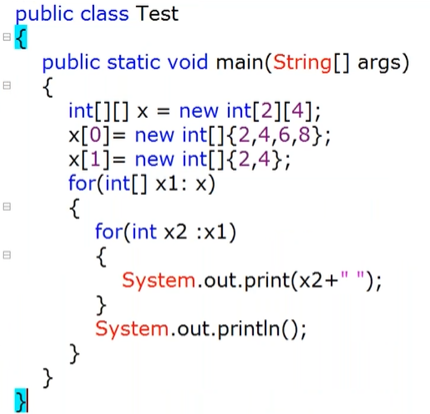 public class Test
{
public static void main(String[] args)
{
int[][] x = new int[2][4];
x[0]= new int[]{2,4,6,8};
x[1]= new int[]{2,4};
for(int[] x1: x)
{
for(int x2 :x1)
{
System.out.print(x2+" ");
}
System.out.println();
}
}
}